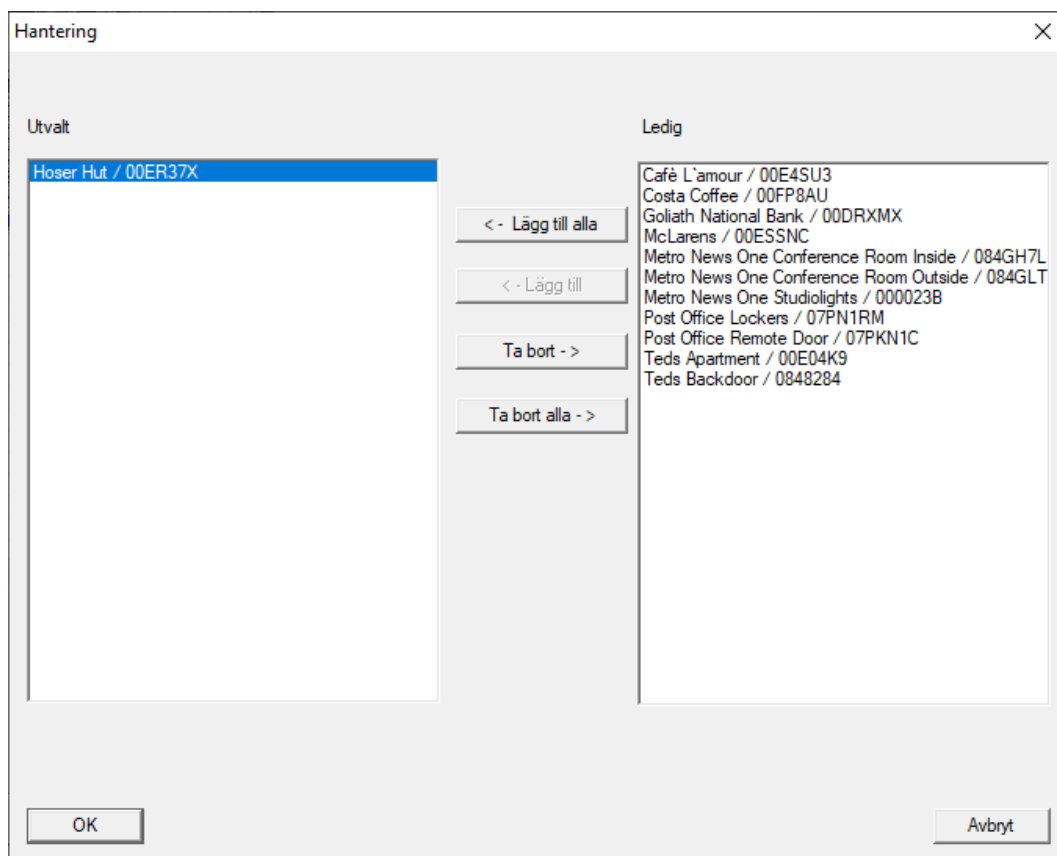 Hantering
Utvalt
Hoser Hut / 00ER37X
< - Lägg till alla
< - Lägg till
Ta bort - >
Ta bort alla - >
Ledig
Cafè L`amour / 00E4SU3
Costa Coffee / 00FP8AU
Goliath National Bank / 00DRXMX
McLarens / 00ESSNC
Metro News One Conference Room Inside / 084GH7L
Metro News One Conference Room Outside / 084GLT
Metro News One Studiolights / 000023B
Post Office Lockers / 07PN1RM
Post Office Remote Door / 07PKN1C
Teds Apartment / 00E04K9
Teds Backdoor / 0848284
OK
Avbryt